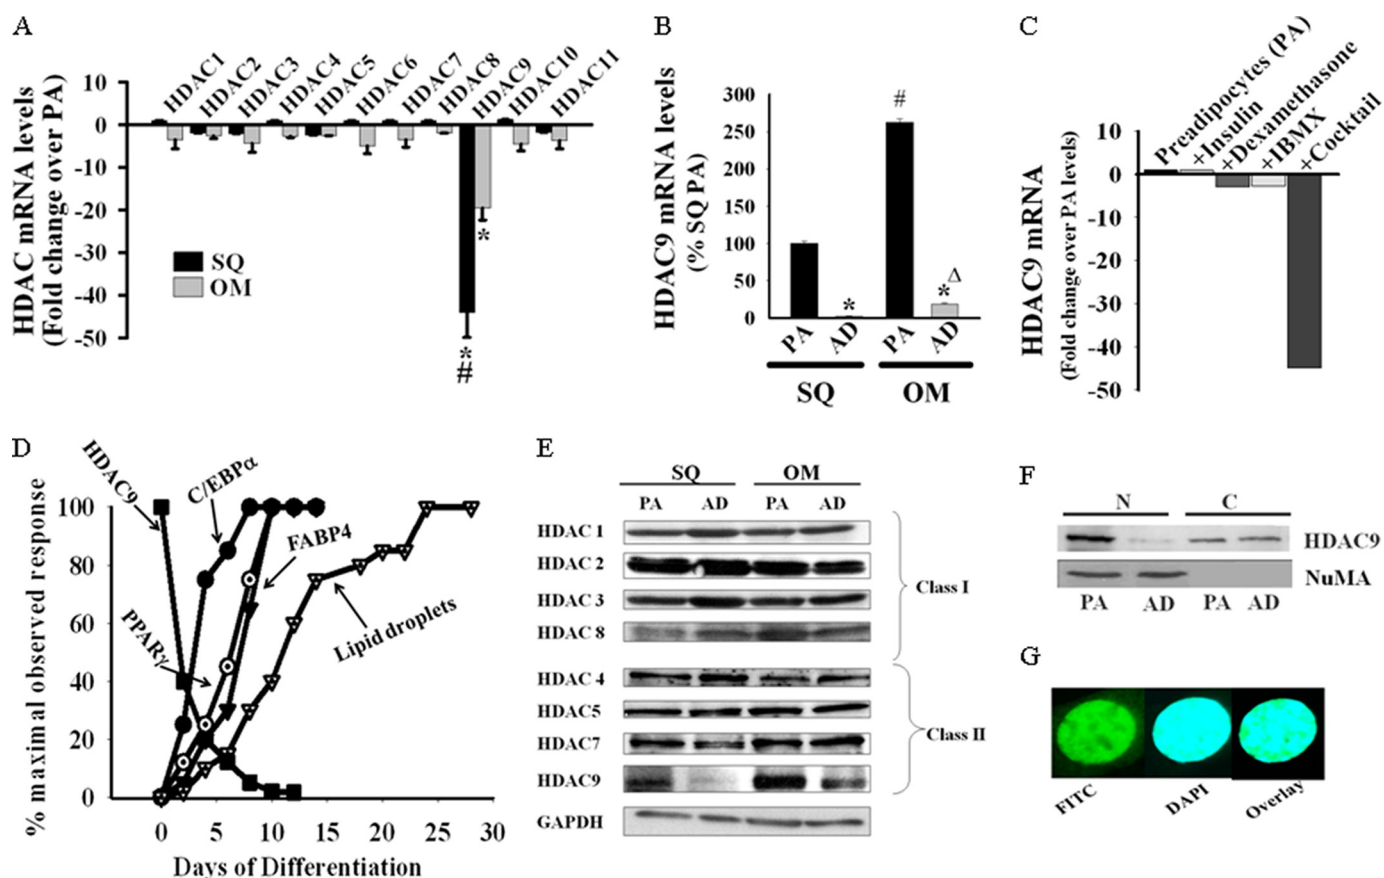 A
HDAC mRNA levels
(Fold change over PA)
10
0
-10
-20
-30
-40
-50
HDAC1
HDAC2
HDAC3
HDAC4
HDAC5
HDAC6
HDAC7
HDAC8
HDAC9
HDAC10
HDAC11
SQ
OM
*
*
#
B
HDAC9 mRNA levels
(% SQ PA)
300
250
200
150
100
50
0
*
#
* Δ
PA
AD
PA
AD
SQ
OM
C
HDAC9 mRNA
(Fold change over PA levels)
10
0
-10
-20
-30
-40
-50
Preadipocytes (PA)
+Insulin
+Dexamethasone
+IBMX
+Cocktail
D
% maximal observed response
100
80
60
40
20
0
HDAC9
C/EBPα
FABP4
PPARγ
Lipid droplets
0 5 10 15 20 25 30
Days of Differentiation
E
SQ OM
PA AD PA AD
HDAC 1
HDAC 2
HDAC 3
HDAC 8
Class I
HDAC 4
HDAC5
HDAC7
HDAC9
Class II
GAPDH
F
N C
HDAC9
NuMA
PA AD PA AD
G
FITC
DAPI
Overlay